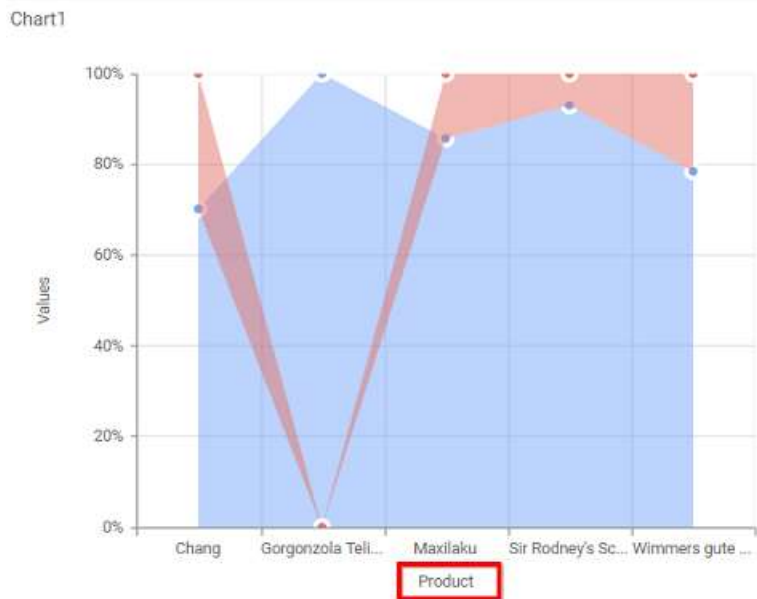 Chart1
100%
80%
60%
40%
20%
0%
Values
Chang Gorgonzola Teli... Maxilaku Sir Rodney's Sc... Wimmers gute ...
Product